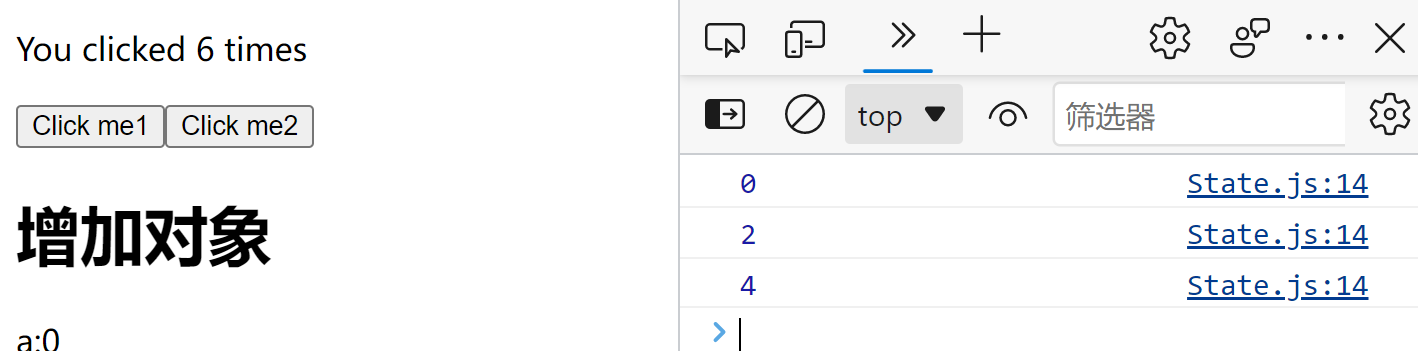 You clicked 6 times
Click me1 Click me2
增加对象
a:0
top
筛选器
0 State.js:14
2 State.js:14
4 State.js:14